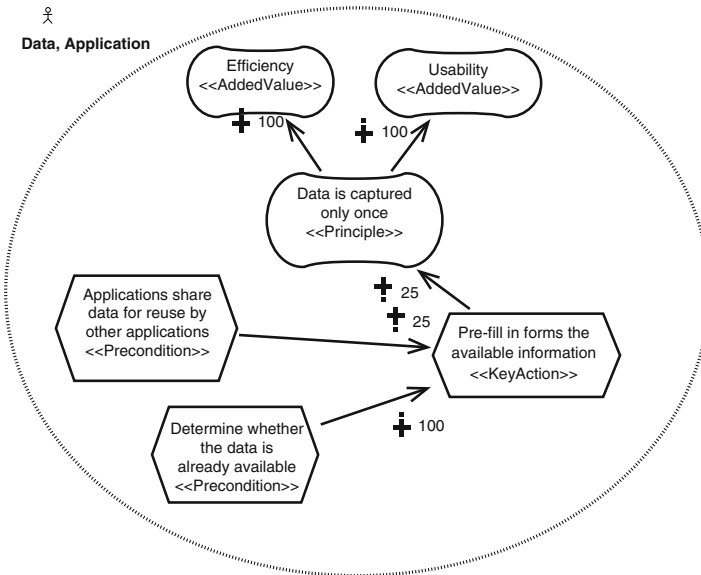 Data, Application
Efficiency
<<AddedValue>>
Usability
<<AddedValue>>
100
100
Data is captured
only once
<<Principle>>
25
25
Applications share
data for reuse by
other applications
<<Precondition>>
Pre-fill in forms the
available information
<<KeyAction>>
100
Determine whether
the data is
already available
<<Precondition>>